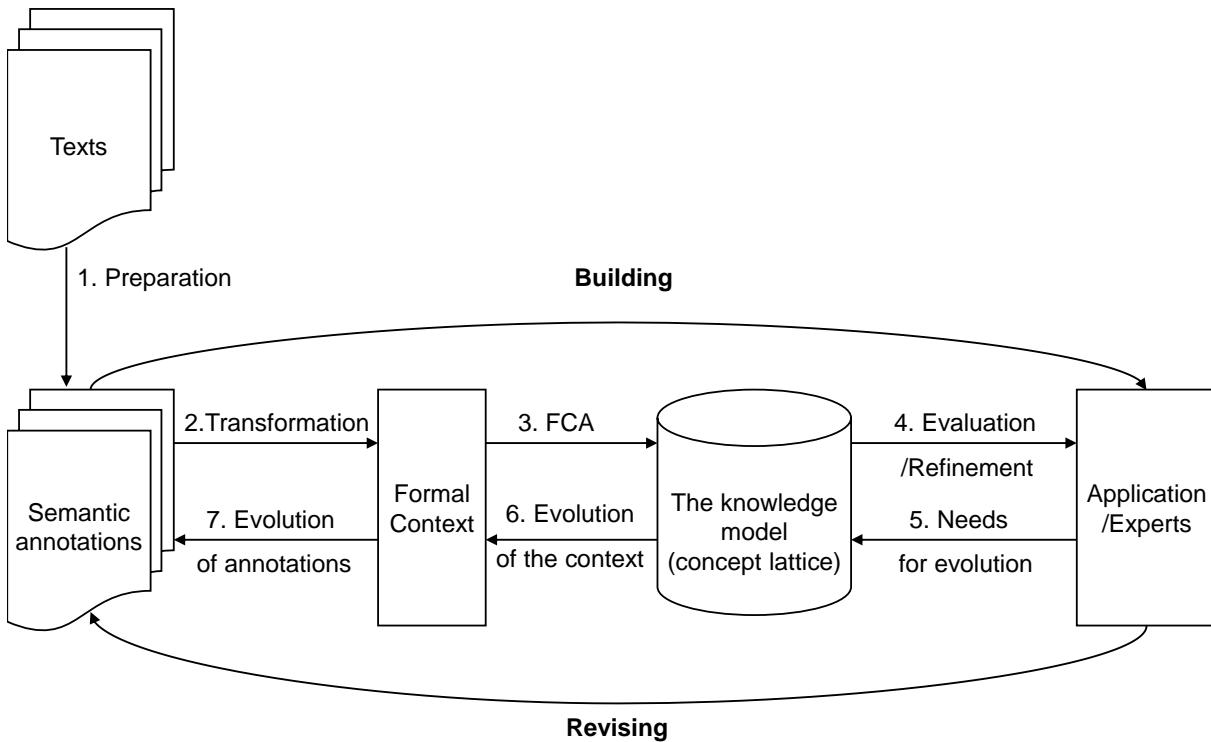 Texts
1. Preparation
Building
2.Transformation
3. FCA
4. Evaluation
/Refinement
Semantic
annotations
Formal
Context
The knowledge
model
(concept lattice)
Application
/Experts
7. Evolution
of annotations
6. Evolution
of the context
5. Needs
for evolution
Revising